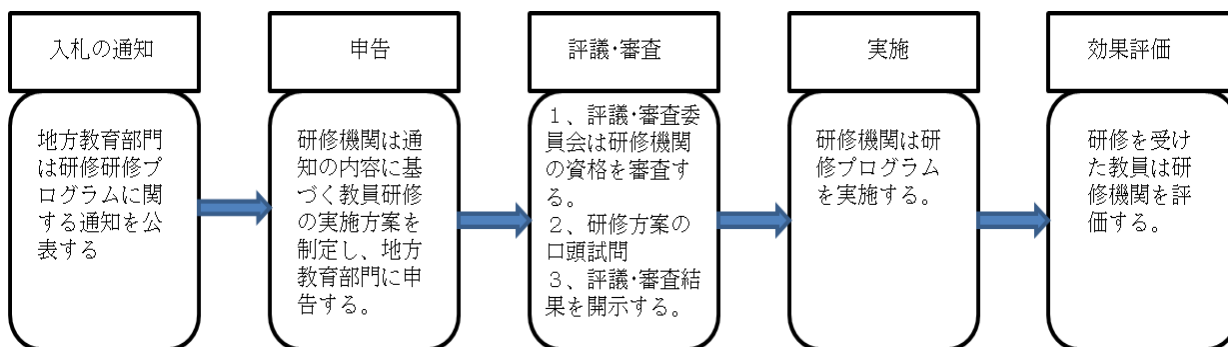 入札の通知
地方教育部門
は研修研修プ
ログラムに関
する通知を公
表する
申告
研修機関は通
知の内容に基
づく教員研修
の実施方案を
制定し、地方
教育部門に申
告する。
評議・審査
１、評議・審査委
員会は研修機関
の資格を審査す
る。
２、研修方案の
口頭試問
３、評議・審査結
果を開示する。
実施
研修機関は研
修プログラム
を実施する。
効果評価
研修を受け
た教員は研
修機関を評
価する。